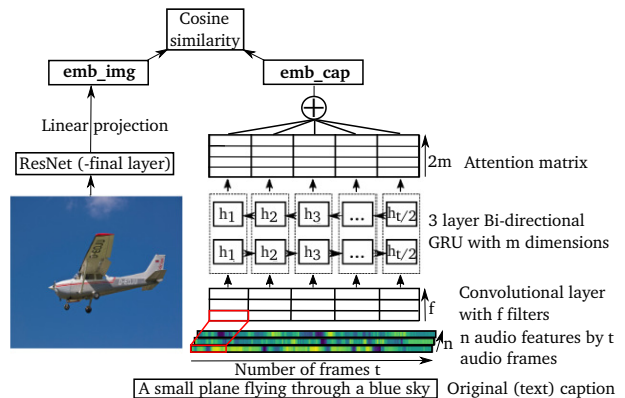 Cosine
similarity
emb_img
emb_cap
Linear projection
ResNet (-final layer)
2m
Attention matrix
h1 h2 h3 ... ht/2
h1 h2 h3 ... ht/2
3 layer Bi-directional
GRU with m dimensions
f
Convolutional layer
with f filters
n
n audio features by t
audio frames
Number of frames t
A small plane flying through a blue sky
Original (text) caption